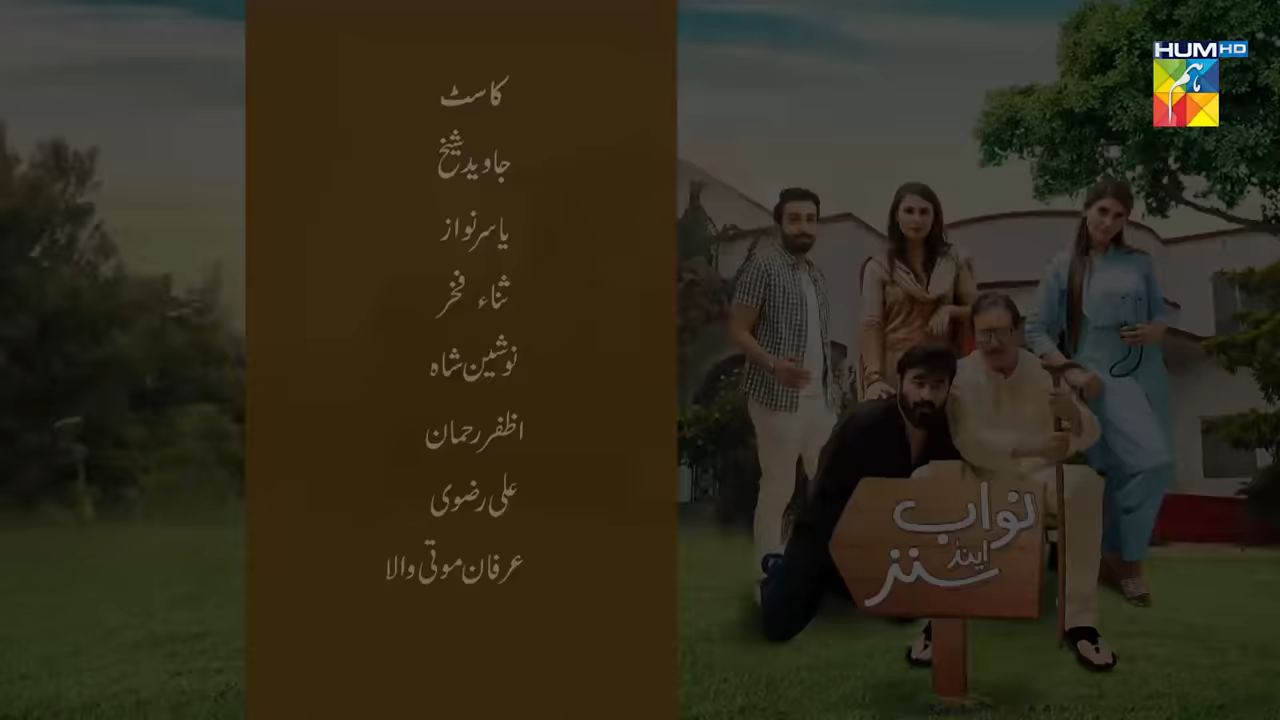 HUM HD
ہم
کاسٹ
جاوید شیخ
یاسر نواز
ثناء فخر
نوشین شاہ
اظفر رحمان
علی رضوی
عرفان موتی والا
نواب
اینڈ
سنز